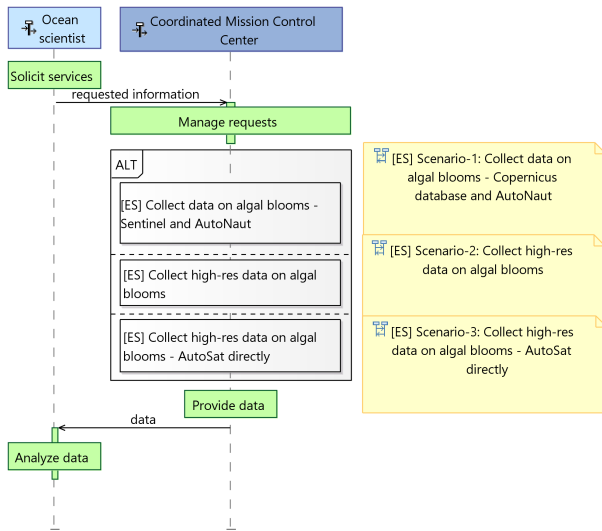 Ocean
scientist
Coordinated Mission Control
Center
Solicit services
requested information
Manage requests
ALT
[ES] Collect data on algal blooms -
Sentinel and AutoNaut
[ES] Collect high-res data on algal
blooms
[ES] Collect high-res data on algal
blooms - AutoSat directly
[ES] Scenario-1: Collect data on
algal blooms - Copernicus
database and AutoNaut
[ES] Scenario-2: Collect high-res
data on algal blooms
[ES] Scenario-3: Collect high-res
data on algal blooms - AutoSat
directly
Provide data
data
Analyze data